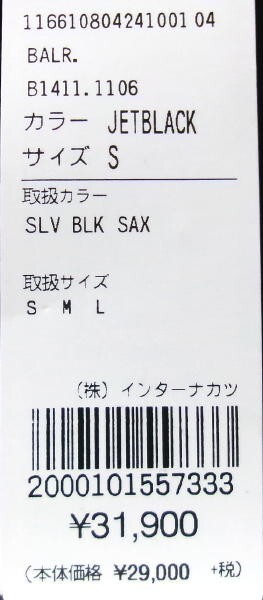 116610804241001 04
BALR.
B1411.1106
カラー JETBLACK
サイズ S
取扱カラー
SLV BLK SAX
取扱サイズ
S M L
(株) インターナカツ
2000101557333
¥31,900
(本体価格 ¥29,000 +税)